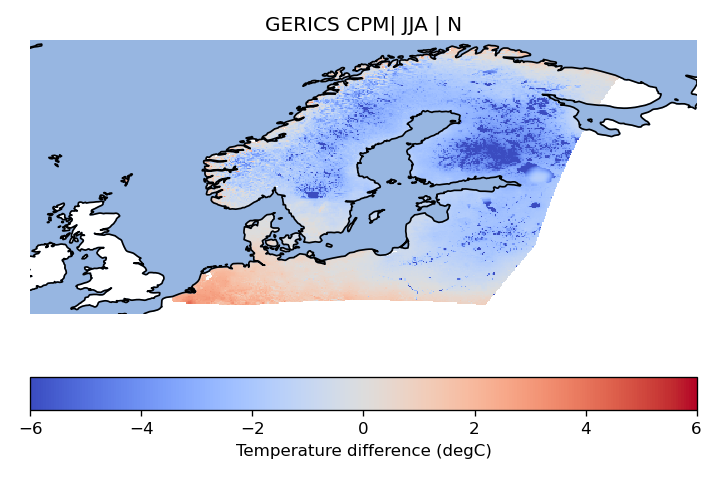 GERICS CPM| JJA | N
−6 −4 −2 0 2 4 6
Temperature difference (degC)